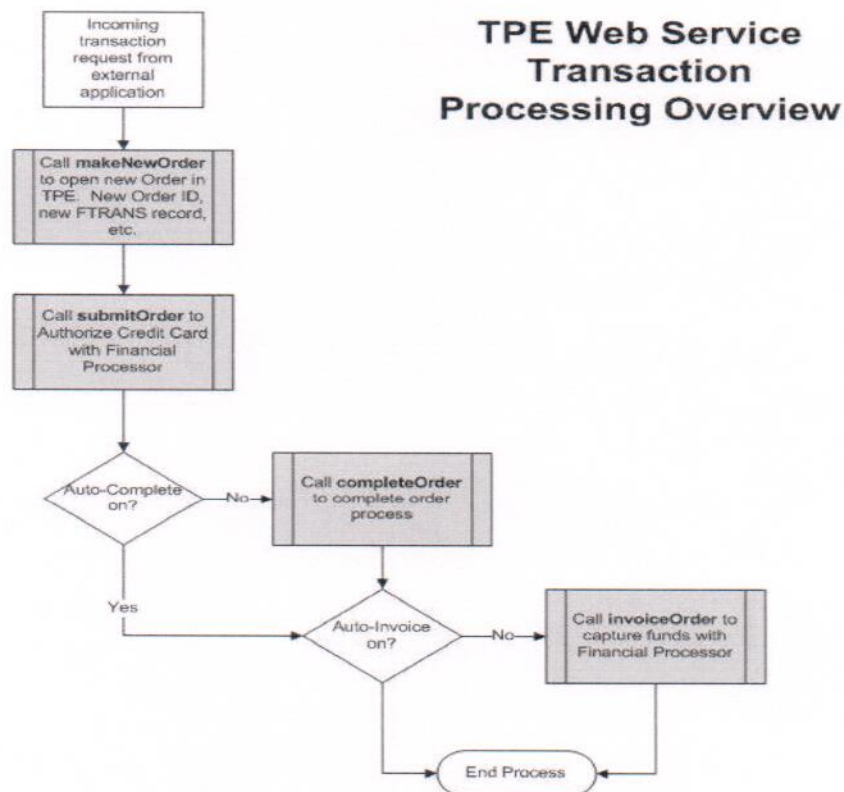 TPE Web Service
Transaction
Processing Overview
Incoming
transaction
request from
external
application
Call makeNewOrder
to open new Order in
TPE. New Order ID,
new FTRANS record,
etc.
Call submitOrder to
Authorize Credit Card
with Financial
Processor
Auto-Complete
on?
No
Call completeOrder
to complete order
process
Yes
Auto-Invoice
on?
No
Call invoiceOrder to
capture funds with
Financial Processor
End Process